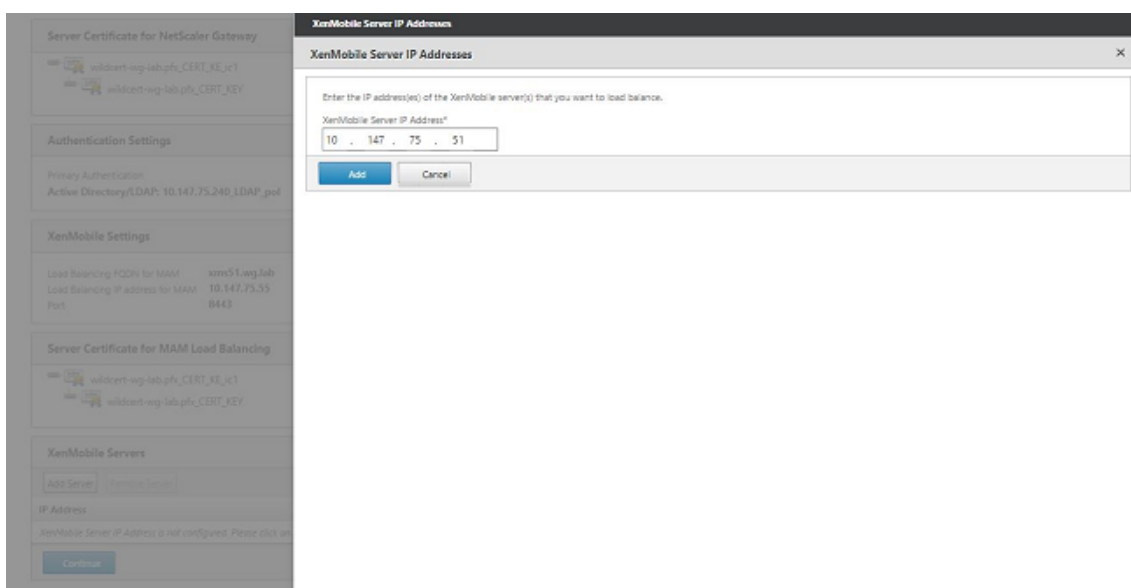 Server Certificate for NetScaler Gateway
wildcert-wg-lab.pfx_CERT_KE_ic1
wildcert-wg-lab.pfx_CERT_KEY
Authentication Settings
Primary Authentication
Active Directory/LDAP: 10.147.75.240_LDAP_pol
XenMobile Settings
Load Balancing FQDN for MAM xms51.wg.lab
Load Balancing IP address for MAM 10.147.75.55
Port 8443
Server Certificate for MAM Load Balancing
wildcert-wg-lab.pfx_CERT_KE_ic1
wildcert-wg-lab.pfx_CERT_KEY
XenMobile Servers
Add Server Remove Server
IP Address
XenMobile Server IP Address is not configured. Please click on
Continue
XenMobile Server IP Addresses
XenMobile Server IP Addresses ×
Enter the IP address(es) of the XenMobile server(s) that you want to load balance.
XenMobile Server IP Address*
10 . 147 . 75 . 51
Add Cancel